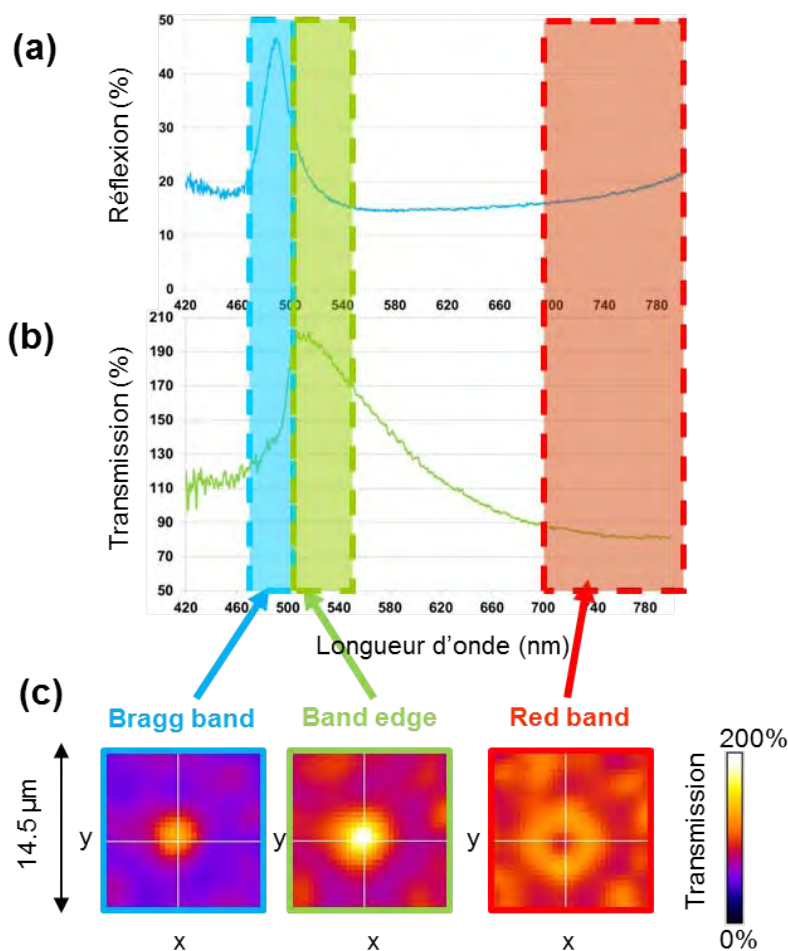 (a)
Réflexion (%)
50
40
30
20
10
0
420 460 500 540 580 620 660 700 740 780
(b)
Transmission (%)
210
190
170
150
130
110
90
70
50
420 460 500 540 580 620 660 700 740 780
Longueur d'onde (nm)
(c)
Bragg band Band edge Red band
14.5 µm
y y y
x x x
200%
Transmission
0%